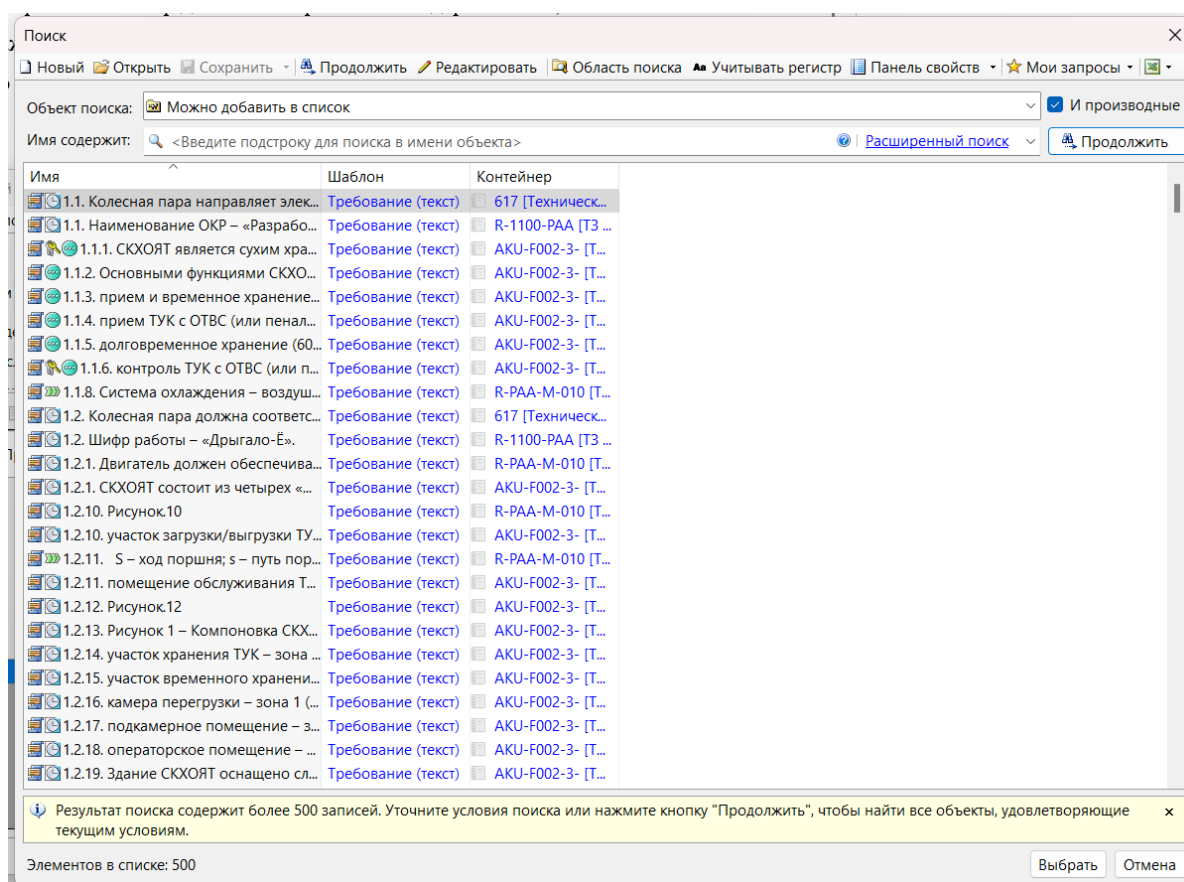 Поиск
Новый Открыть Сохранить Продолжить Редактировать Область поиска Аа Учитывать регистр Панель свойств Мои запросы
Объект поиска: Можно добавить в список И производные
Имя содержит: <Введите подстроку для поиска в имени объекта> Расширенный поиск Продолжить
Имя Шаблон Контейнер
1.1. Колесная пара направляет элек... Требование (текст) 617 [Техническ...
1.1. Наименование ОКР – «Разрабо... Требование (текст) R-1100-PAA [ТЗ ...
1.1.1. СКХОЯТ является сухим хра... Требование (текст) AKU-F002-3- [Т...
1.1.2. Основными функциями СКХО... Требование (текст) AKU-F002-3- [Т...
1.1.3. прием и временное хранение... Требование (текст) AKU-F002-3- [Т...
1.1.4. прием ТУК с ОТВС (или пенал... Требование (текст) AKU-F002-3- [Т...
1.1.5. долговременное хранение (60... Требование (текст) AKU-F002-3- [Т...
1.1.6. контроль ТУК с ОТВС (или п... Требование (текст) AKU-F002-3- [Т...
1.1.8. Система охлаждения – воздуш... Требование (текст) R-PAA-M-010 [Т...
1.2. Колесная пара должна соответс... Требование (текст) 617 [Техническ...
1.2. Шифр работы – «Дрыгало-Ё». Требование (текст) R-1100-PAA [ТЗ ...
1.2.1. Двигатель должен обеспечива... Требование (текст) R-PAA-M-010 [Т...
1.2.1. СКХОЯТ состоит из четырех «... Требование (текст) AKU-F002-3- [Т...
1.2.10. Рисунок.10 Требование (текст) R-PAA-M-010 [Т...
1.2.10. участок загрузки/выгрузки ТУ... Требование (текст) AKU-F002-3- [Т...
1.2.11. S – ход поршня; s – путь пор... Требование (текст) R-PAA-M-010 [Т...
1.2.11. помещение обслуживания Т... Требование (текст) AKU-F002-3- [Т...
1.2.12. Рисунок.12 Требование (текст) AKU-F002-3- [Т...
1.2.13. Рисунок 1 – Компоновка СКХ... Требование (текст) AKU-F002-3- [Т...
1.2.14. участок хранения ТУК – зона ... Требование (текст) AKU-F002-3- [Т...
1.2.15. участок временного хранени... Требование (текст) AKU-F002-3- [Т...
1.2.16. камера перегрузки – зона 1 (... Требование (текст) AKU-F002-3- [Т...
1.2.17. подкамерное помещение – з... Требование (текст) AKU-F002-3- [Т...
1.2.18. операторское помещение – ... Требование (текст) AKU-F002-3- [Т...
1.2.19. Здание СКХОЯТ оснащено сл... Требование (текст) AKU-F002-3- [Т...
Результат поиска содержит более 500 записей. Уточните условия поиска или нажмите кнопку "Продолжить", чтобы найти все объекты, удовлетворяющие
текущим условиям.
Элементов в списке: 500 Выбрать Отмена